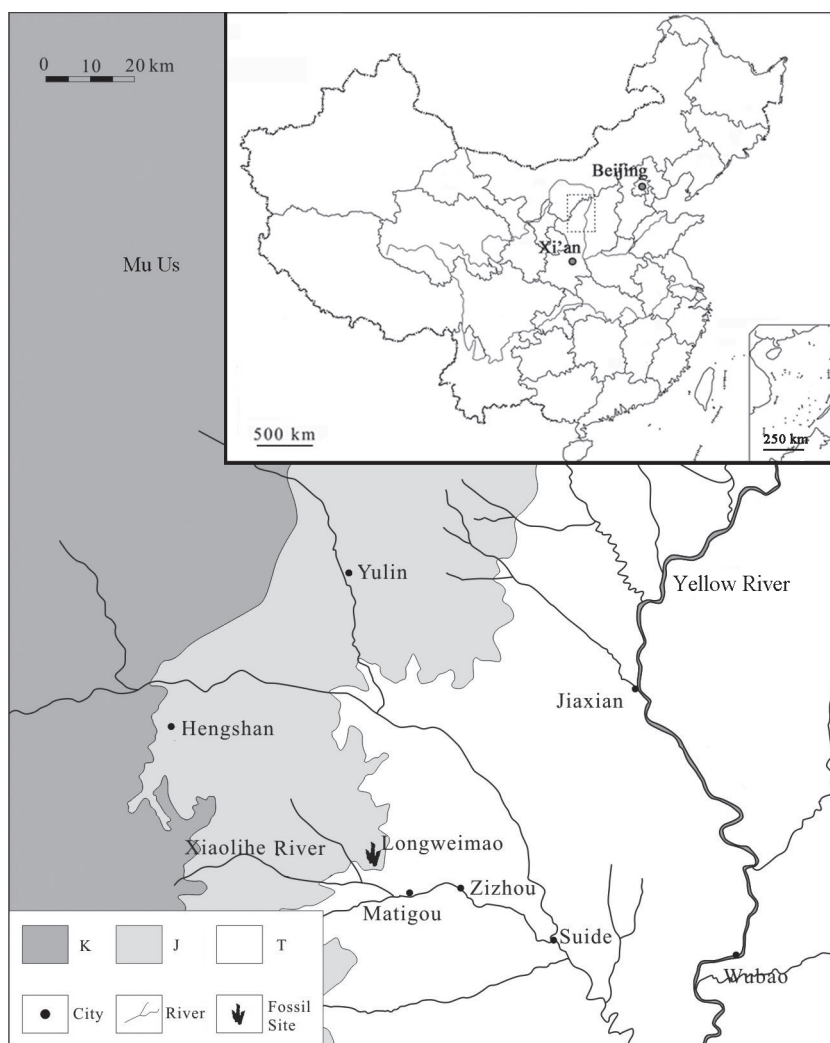 0 10 20 km
Beijing
Xi'an
Mu Us
500 km
250 km
Yulin
Yellow River
Jiaxian
Hengshan
Xiaolihe River
Longweimao
Zizhou
Matigou
Suide
Wubao
K
J
T
City
River
Fossil
Site